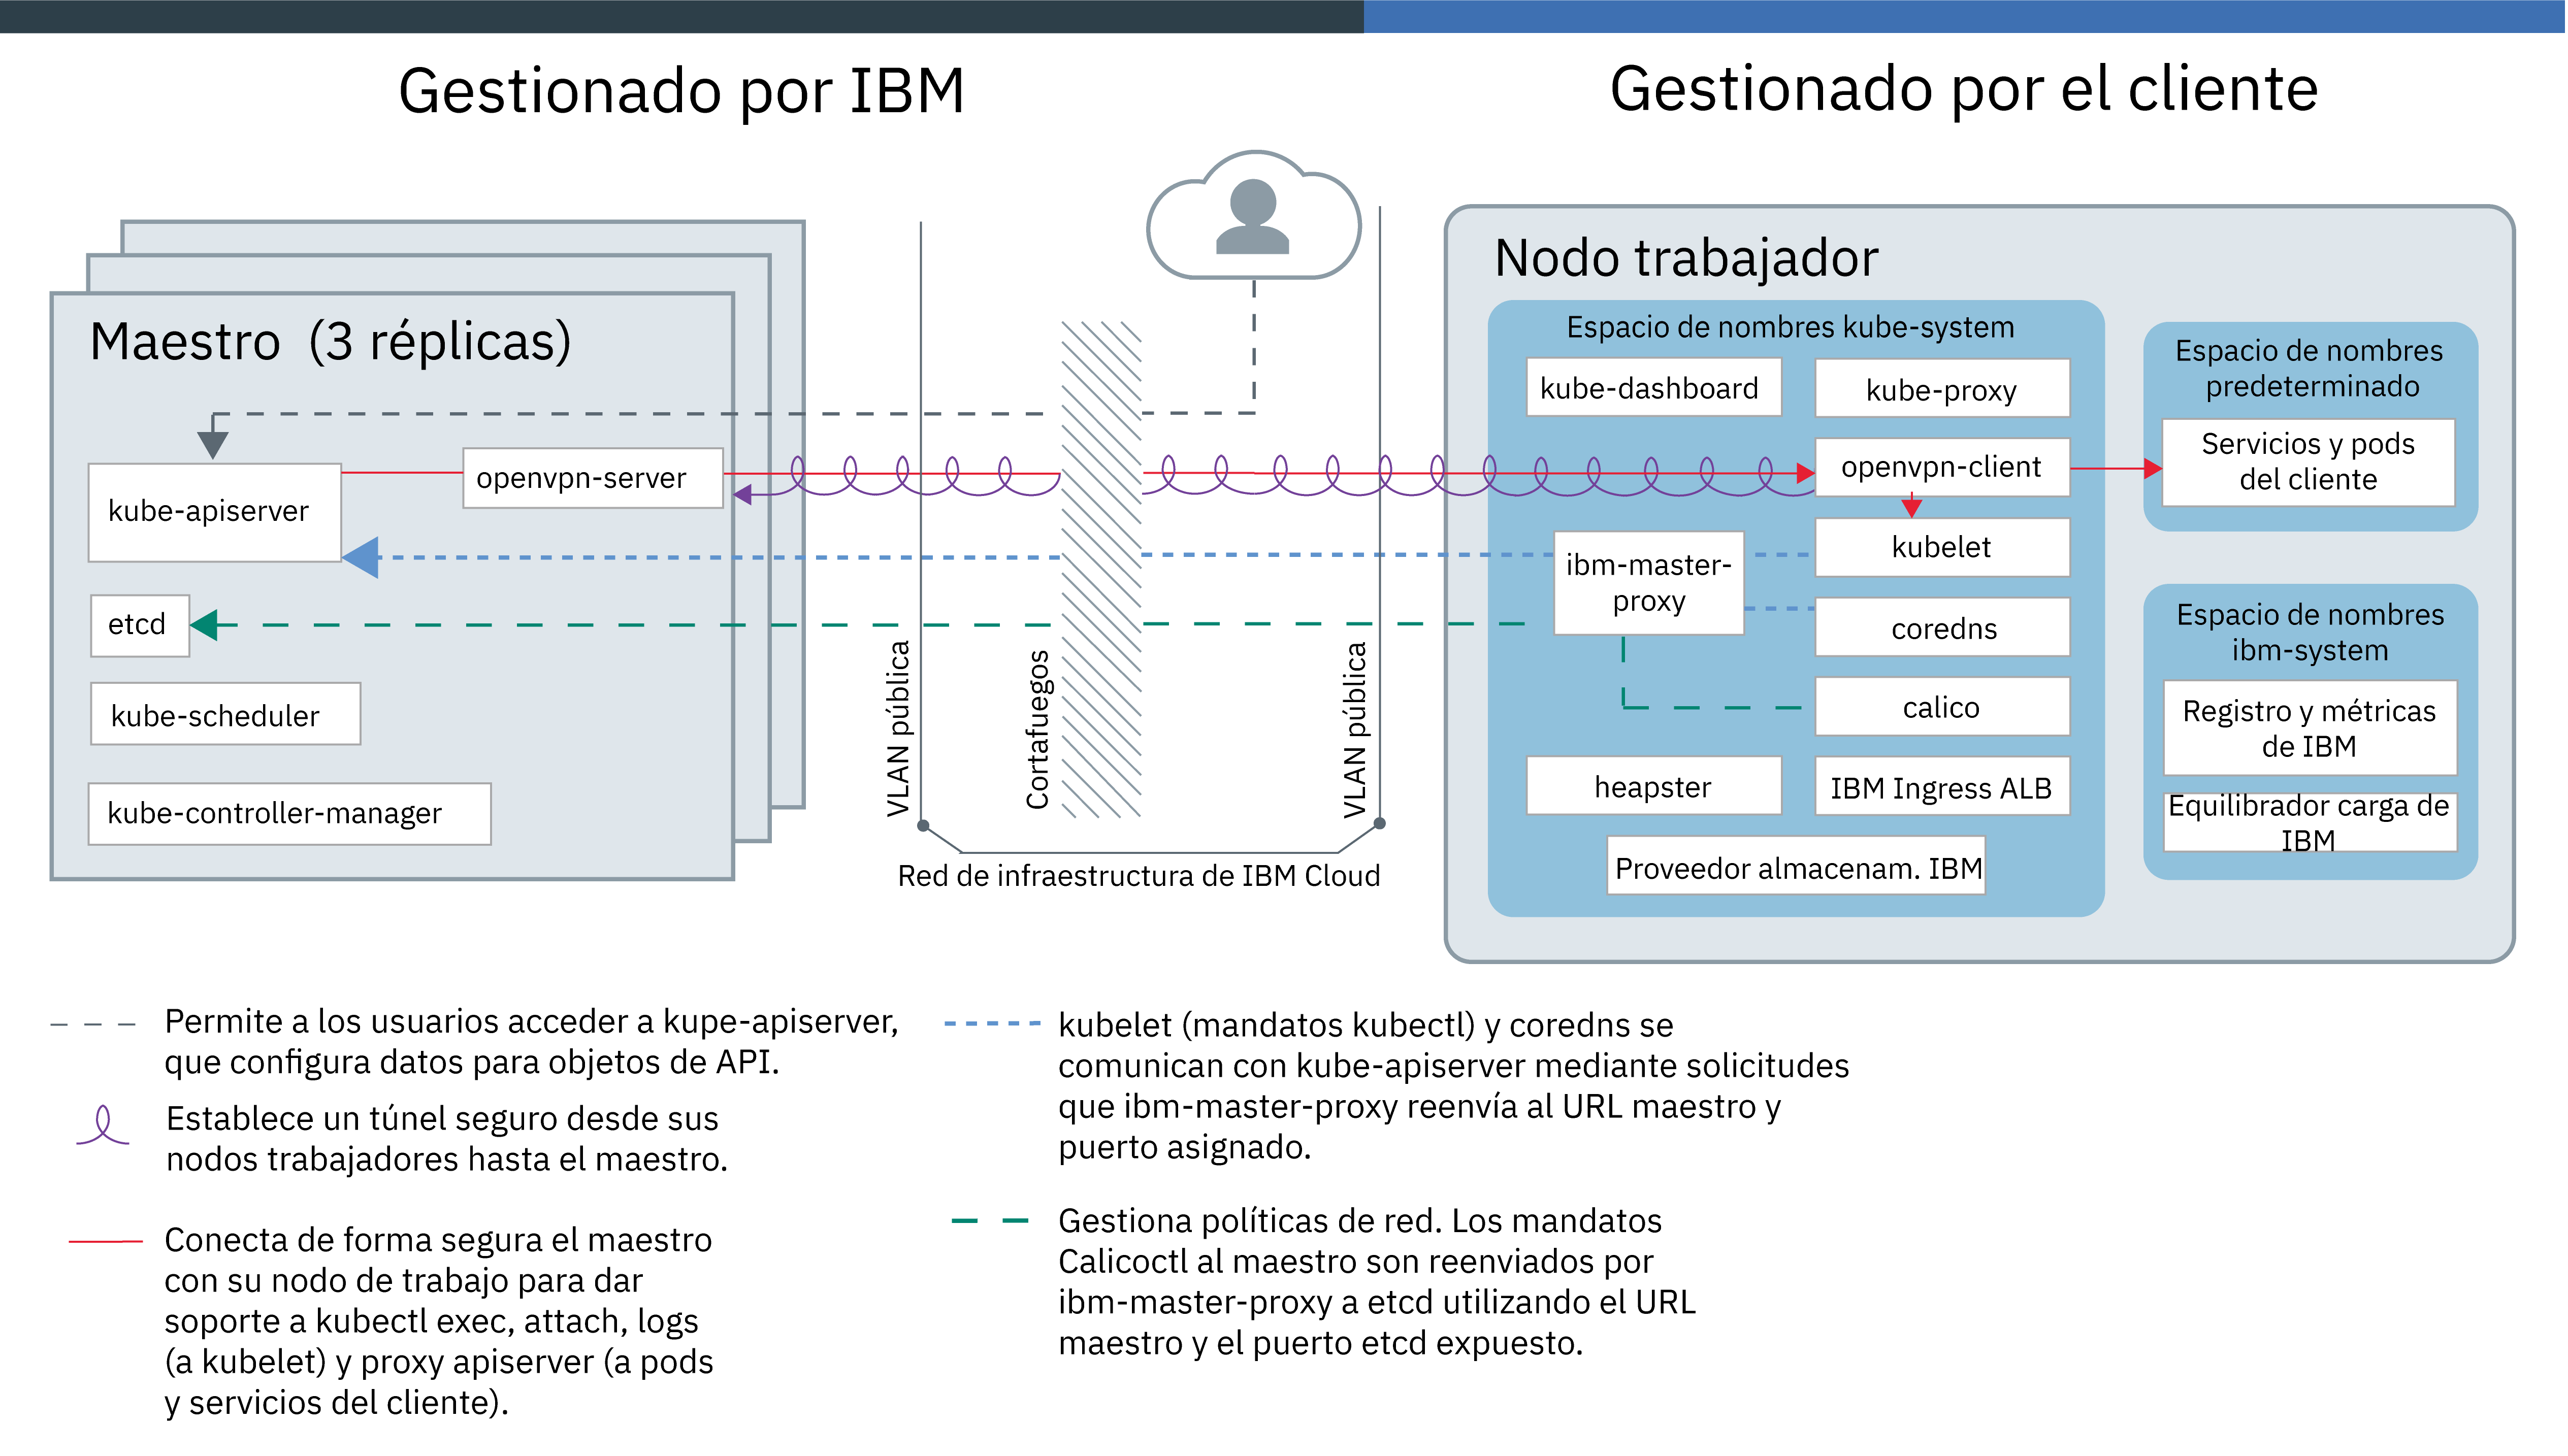 Gestionado por IBM
Gestionado por el cliente
Maestro (3 réplicas)
kube-apiserver
openvpn-server
etcd
kube-scheduler
kube-controller-manager
VLAN pública
Cortafuegos
VLAN pública
Red de infraestructura de IBM Cloud
Nodo trabajador
Espacio de nombres kube-system
kube-dashboard
kube-proxy
openvpn-client
ibm-master-
proxy
kubelet
coredns
calico
heapster
IBM Ingress ALB
Proveedor almacenam. IBM
Espacio de nombres
predeterminado
Servicios y pods
del cliente
Espacio de nombres
ibm-system
Registro y métricas
de IBM
Equilibrador carga de
IBM
Permite a los usuarios acceder a kupe-apiserver,
que configura datos para objetos de API.
Establece un túnel seguro desde sus
nodos trabajadores hasta el maestro.
Conecta de forma segura el maestro
con su nodo de trabajo para dar
soporte a kubectl exec, attach, logs
(a kubelet) y proxy apiserver (a pods
y servicios del cliente).
kubelet (mandatos kubectl) y coredns se
comunican con kube-apiserver mediante solicitudes
que ibm-master-proxy reenvía al URL maestro y
puerto asignado.
Gestiona políticas de red. Los mandatos
Calicoctl al maestro son reenviados por
ibm-master-proxy a etcd utilizando el URL
maestro y el puerto etcd expuesto.